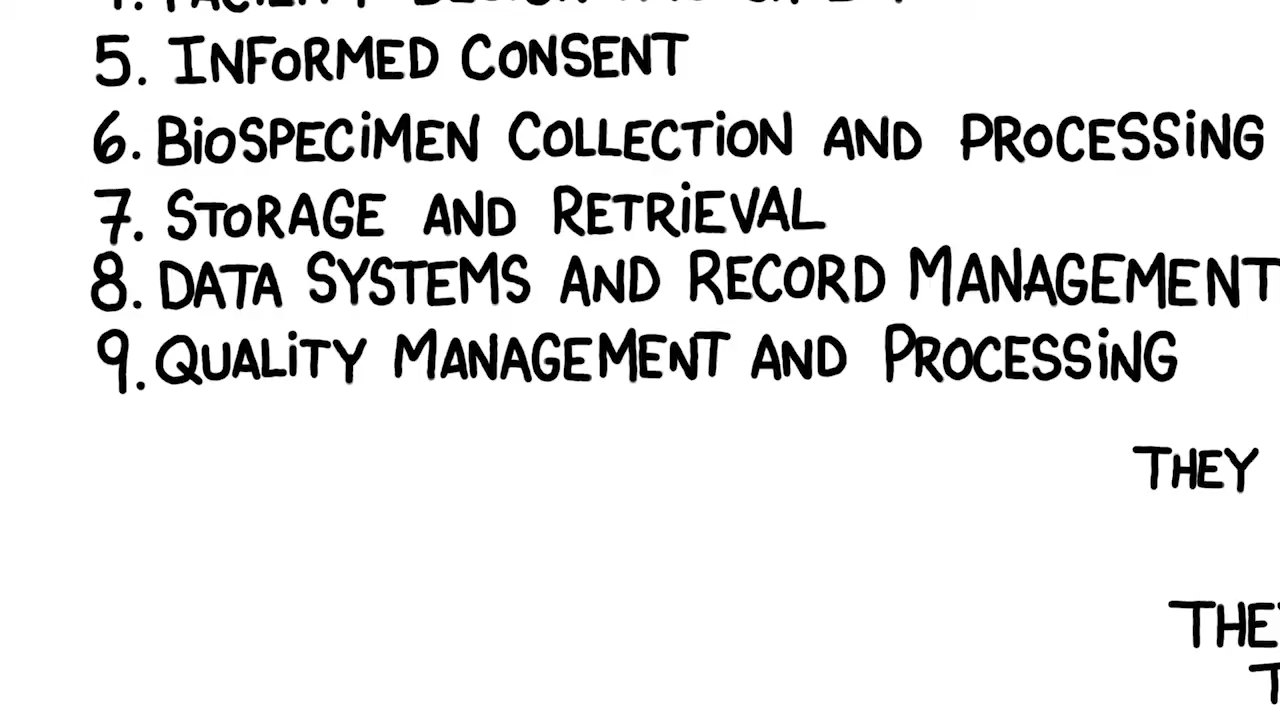 5. INFORMED CONSENT
6. BIOSPECIMEN COLLECTION AND PROCESSING
7. STORAGE AND RETRIEVAL
8. DATA SYSTEMS AND RECORD MANAGEMENT
9. QUALITY MANAGEMENT AND PROCESSING
THEY